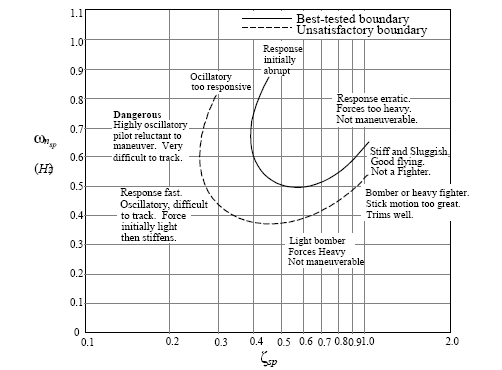 Best-tested boundary
Unsatisfactory boundary
Response
initially
abrupt
Ocillatory
too responsive
Response erratic.
Forces too heavy.
Not maneuverable.
Dangerous
Highly oscillatory
pilot reluctant to
maneuver. Very
difficult to track.
Stiff and Sluggish.
Good flying.
Not a Fighter.
Response fast.
Oscillatory, difficult
to track. Force
initially light
then stiffens.
Bomber or heavy fighter.
Stick motion too great.
Trims well.
Light bomber
Forces Heavy
Not maneuverable
ω_{n_{sp}}
(Hz)
1.1
1.0
0.9
0.8
0.7
0.6
0.5
0.4
0.3
0.2
0.1
0
0.1 0.2 0.3 0.4 0.5 0.6 0.7 0.8 0.9 1.0 2.0
ζ_{sp}